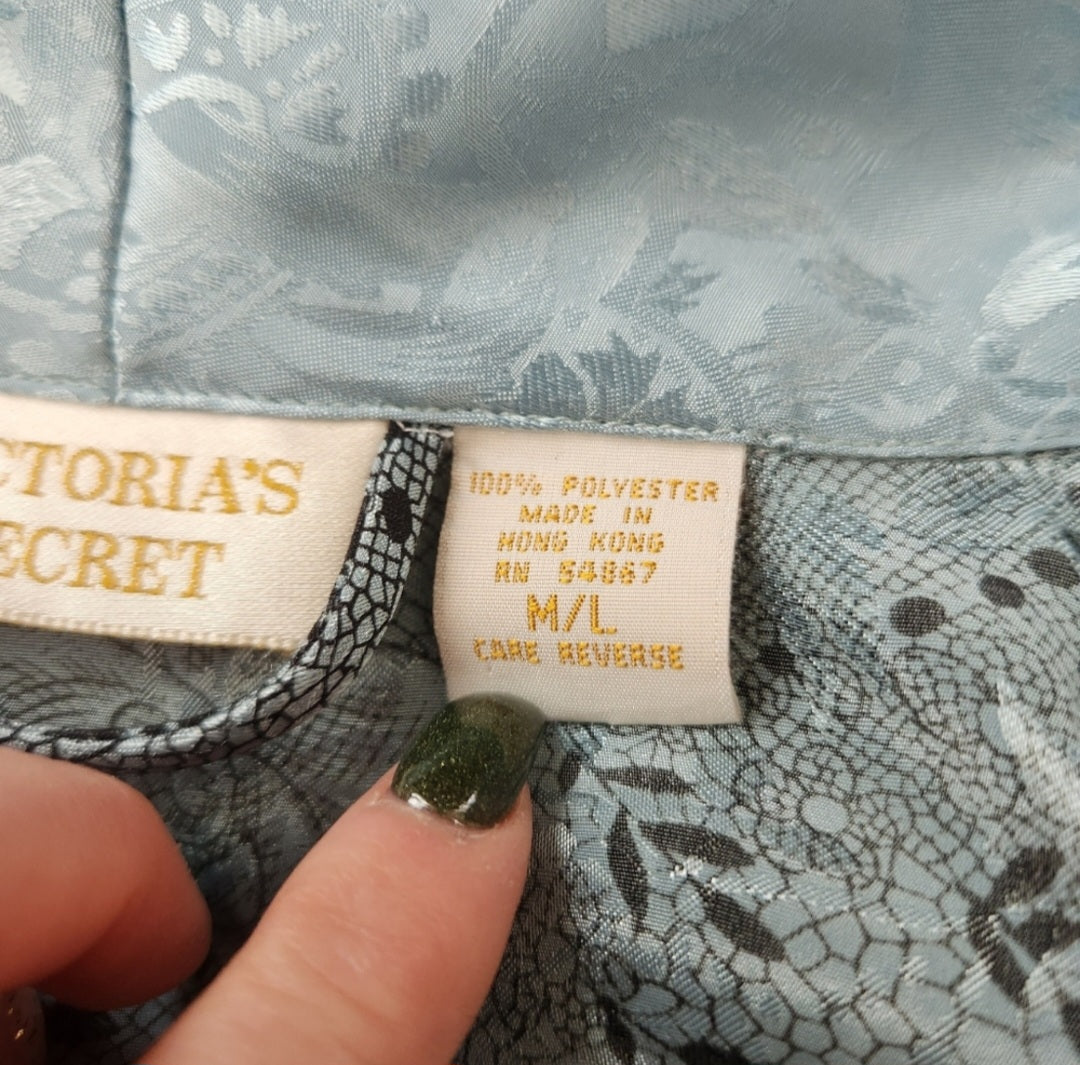 CTORIA'S
ECRET
100% POLYESTER
MADE IN
HONG KONG
RN 54867
M/L
CARE REVERSE